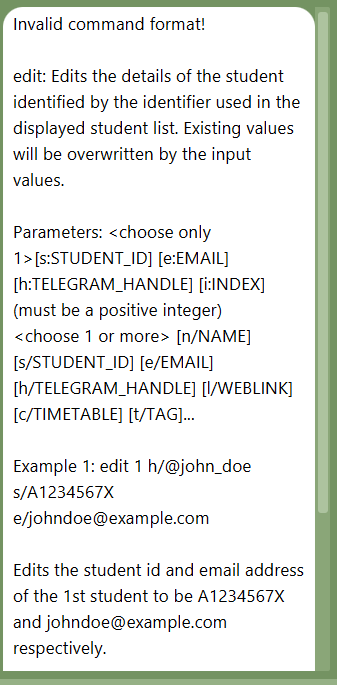 Invalid command format!
edit: Edits the details of the student
identified by the identifier used in the
displayed student list. Existing values
will be overwritten by the input
values.
Parameters: <choose only
1>[s:STUDENT_ID] [e:EMAIL]
[h:TELEGRAM_HANDLE] [i:INDEX]
(must be a positive integer)
<choose 1 or more> [n/NAME]
[s/STUDENT_ID] [e/EMAIL]
[h/TELEGRAM_HANDLE] [l/WEBLINK]
[c/TIMETABLE] [t/TAG]...
Example 1: edit 1 h/@john_doe
s/A1234567X
e/johndoe@example.com
Edits the student id and email address
of the 1st student to be A1234567X
and johndoe@example.com
respectively.